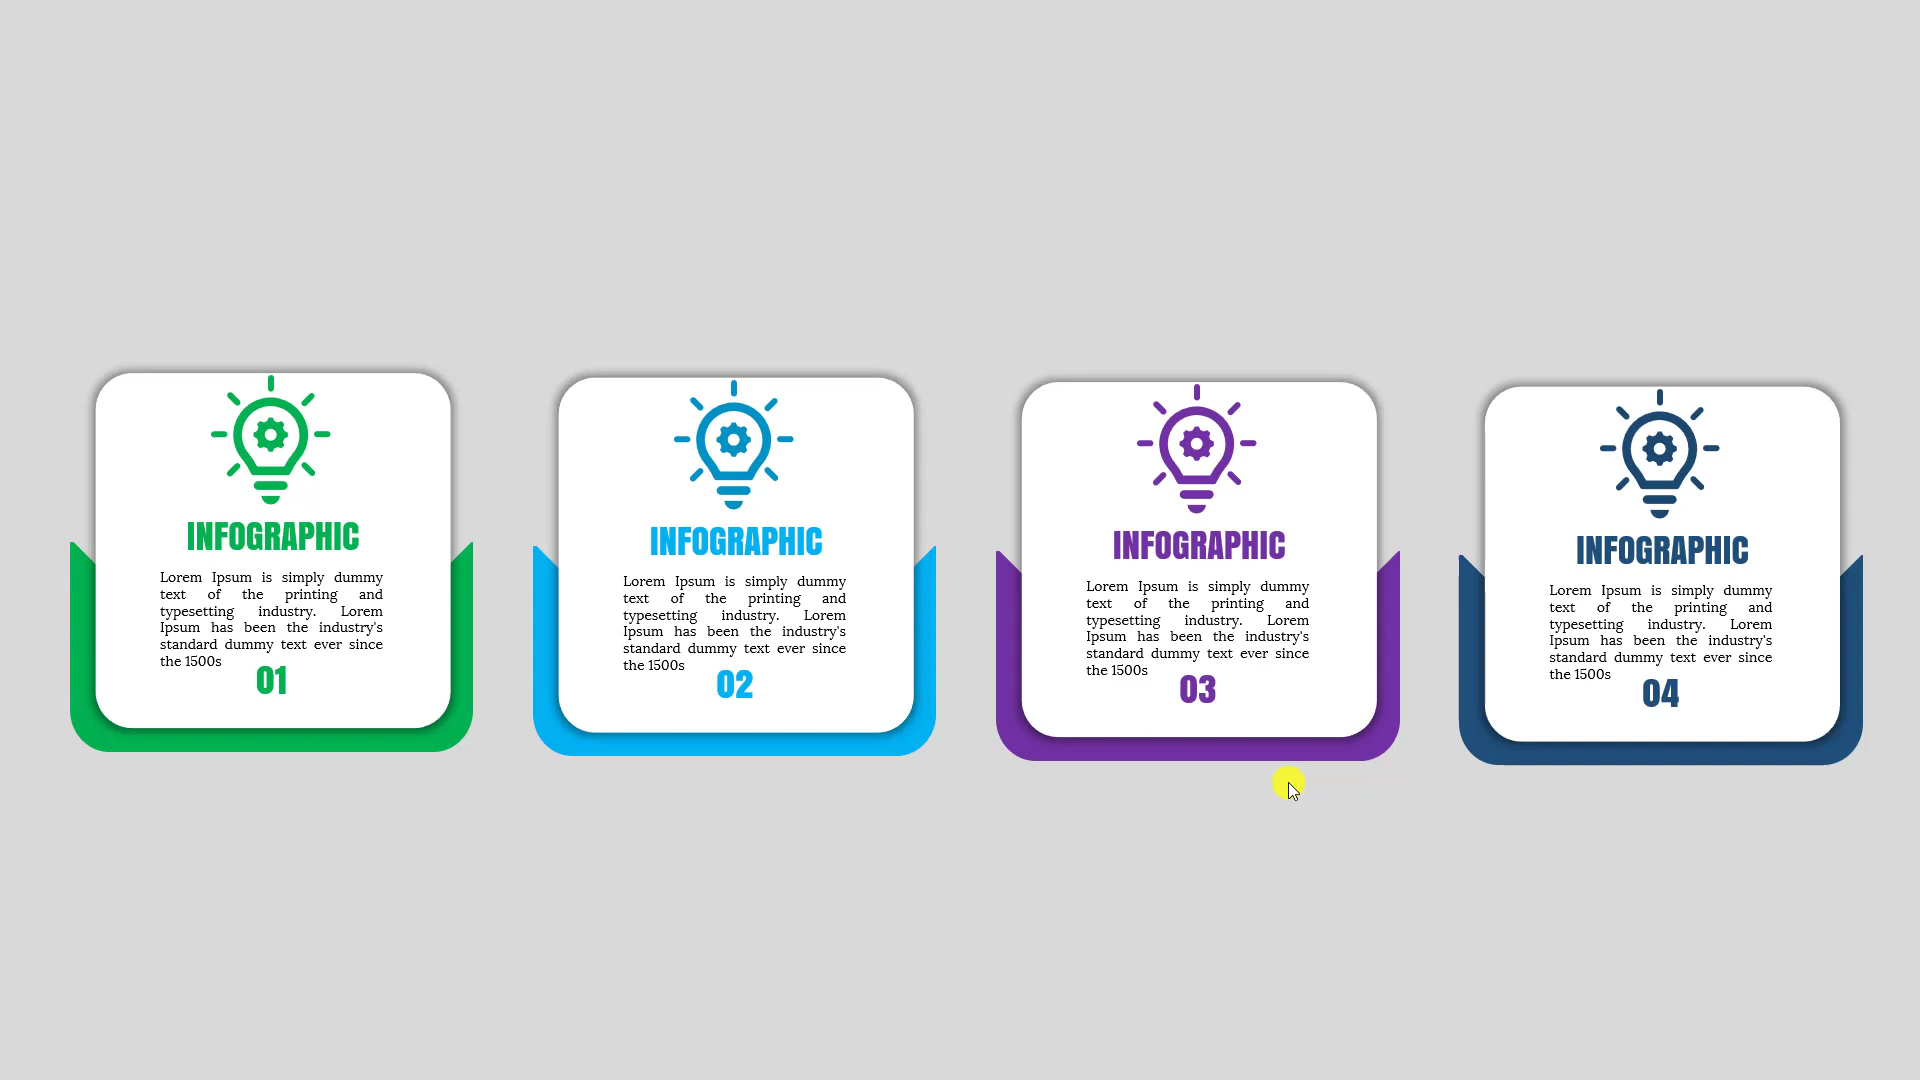 INFOGRAPHIC
Lorem Ipsum is simply dummy
text of the printing and
typesetting industry. Lorem
Ipsum has been the industry's
standard dummy text ever since
the 1500s
01
INFOGRAPHIC
Lorem Ipsum is simply dummy
text of the printing and
typesetting industry. Lorem
Ipsum has been the industry's
standard dummy text ever since
the 1500s
02
INFOGRAPHIC
Lorem Ipsum is simply dummy
text of the printing and
typesetting industry. Lorem
Ipsum has been the industry's
standard dummy text ever since
the 1500s
03
INFOGRAPHIC
Lorem Ipsum is simply dummy
text of the printing and
typesetting industry. Lorem
Ipsum has been the industry's
standard dummy text ever since
the 1500s
04